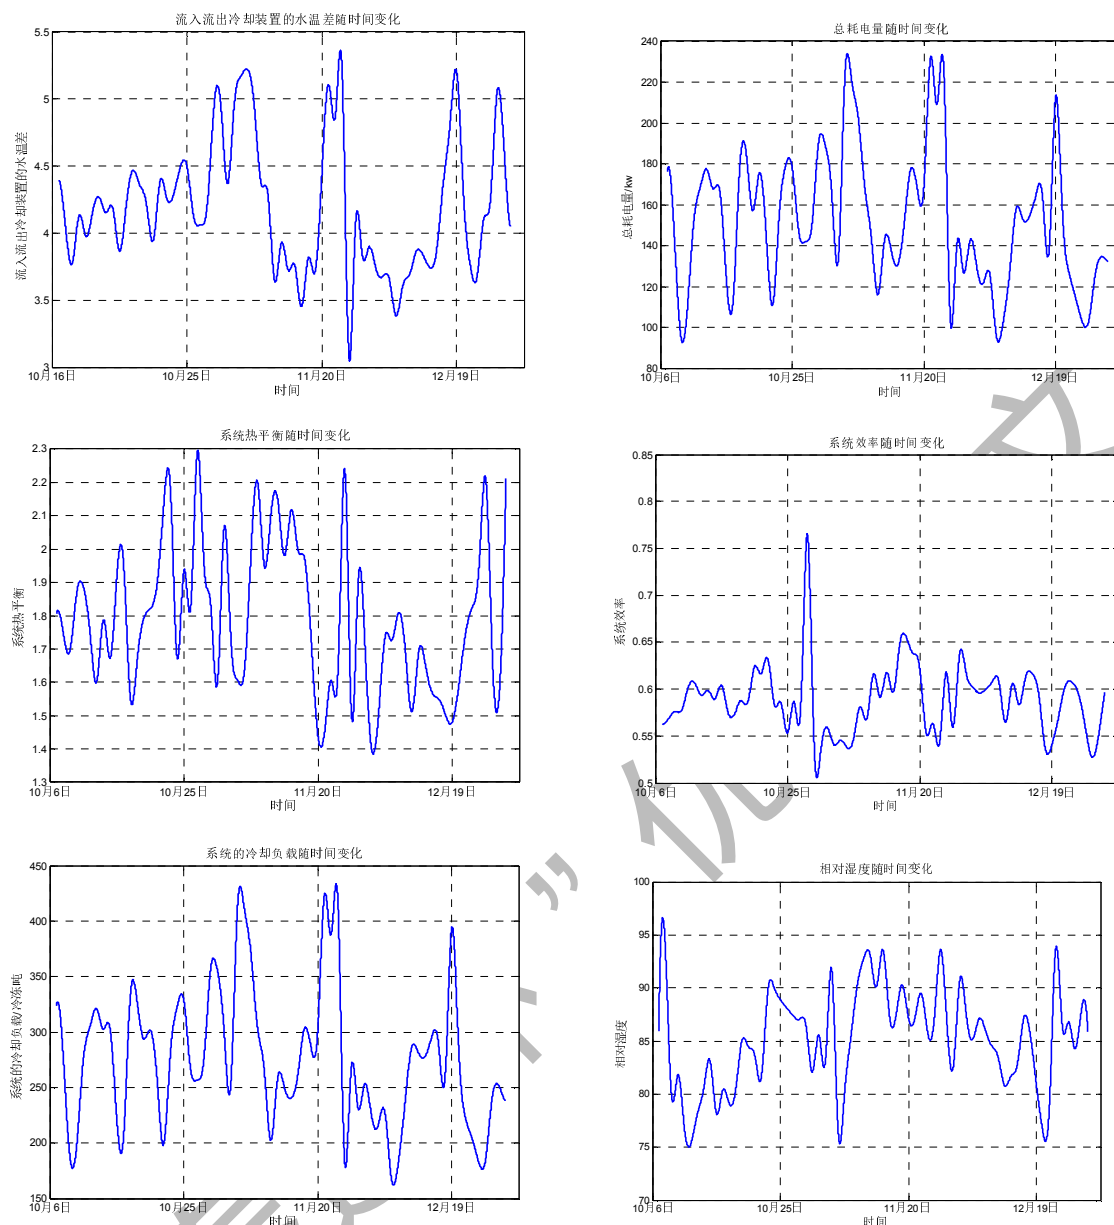 流入流出冷却装置的水温差随时间变化
5.5
5
4.5
4
3.5
3
流入流出冷却装置的水温差
10月16日
10月25日
11月20日
12月19日
时间
总耗电量随时间变化
240
220
200
180
160
140
120
100
80
总耗电量/kw
10月6日
10月25日
11月20日
12月19日
时间
系统热平衡随时间变化
2.3
2.2
2.1
2
1.9
1.8
1.7
1.6
1.5
1.4
1.3
系统热平衡
10月6日
10月25日
11月20日
12月19日
时间
系统效率随时间变化
0.85
0.8
0.75
0.7
0.65
0.6
0.55
0.5
系统效率
10月6日
10月25日
11月20日
12月19日
时间
系统的冷却负载随时间变化
450
400
350
300
250
200
150
系统的冷却负载/冷冻吨
10月6日
10月25日
11月20日
12月19日
时间
相对湿度随时间变化
100
95
90
85
80
75
70
相对湿度
10月6日
10月25日
11月20日
12月19日
时间
” 优